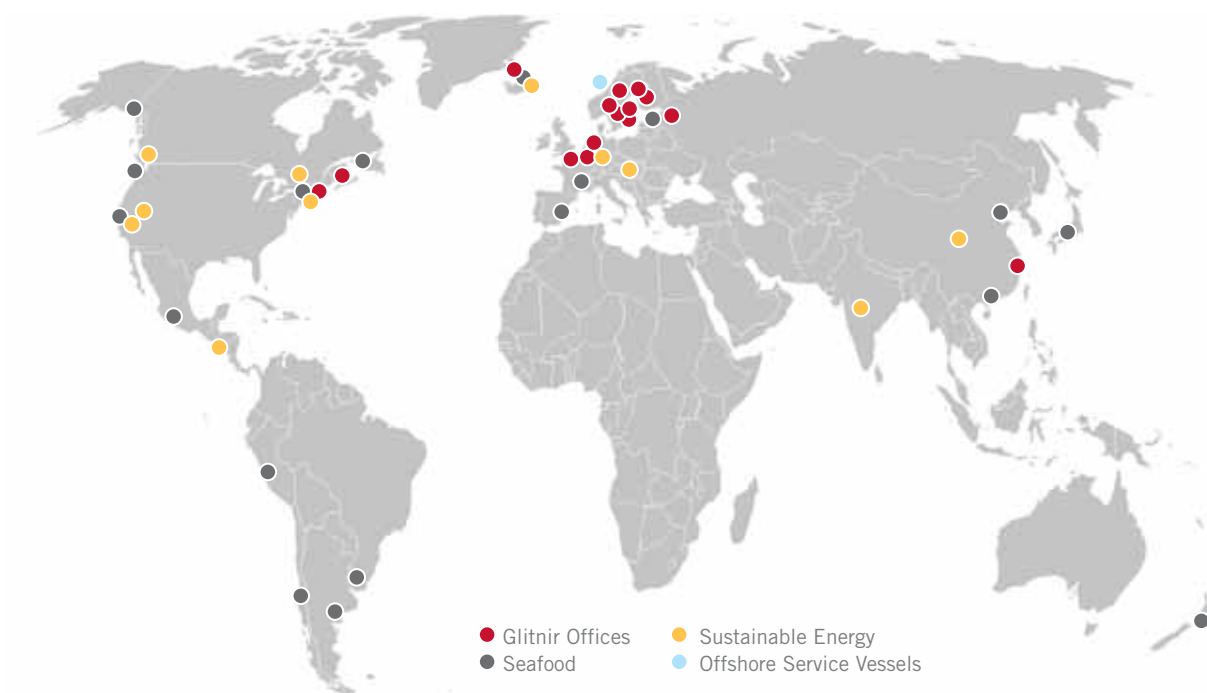 Glitnir Offices
Seafood
Sustainable Energy
Offshore Service Vessels